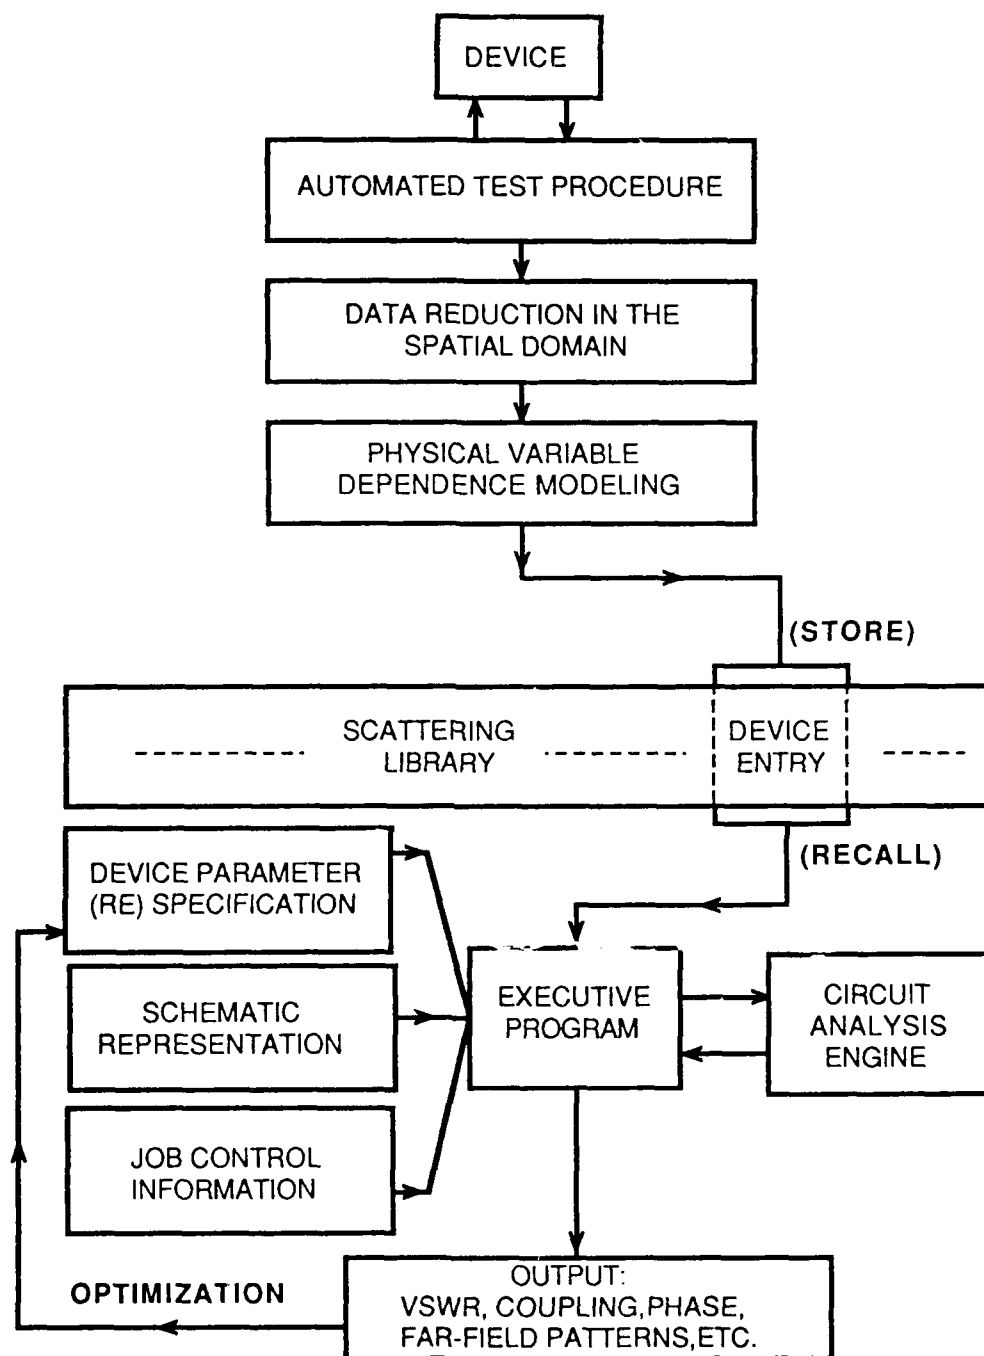 DEVICE
AUTOMATED TEST PROCEDURE
DATA REDUCTION IN THE
SPATIAL DOMAIN
PHYSICAL VARIABLE
DEPENDENCE MODELING
(STORE)
SCATTERING
LIBRARY
DEVICE
ENTRY
(RECALL)
DEVICE PARAMETER
(RE) SPECIFICATION
SCHEMATIC
REPRESENTATION
JOB CONTROL
INFORMATION
EXECUTIVE
PROGRAM
CIRCUIT
ANALYSIS
ENGINE
OPTIMIZATION
OUTPUT:
VSWR, COUPLING,PHASE,
FAR-FIELD PATTERNS,ETC.